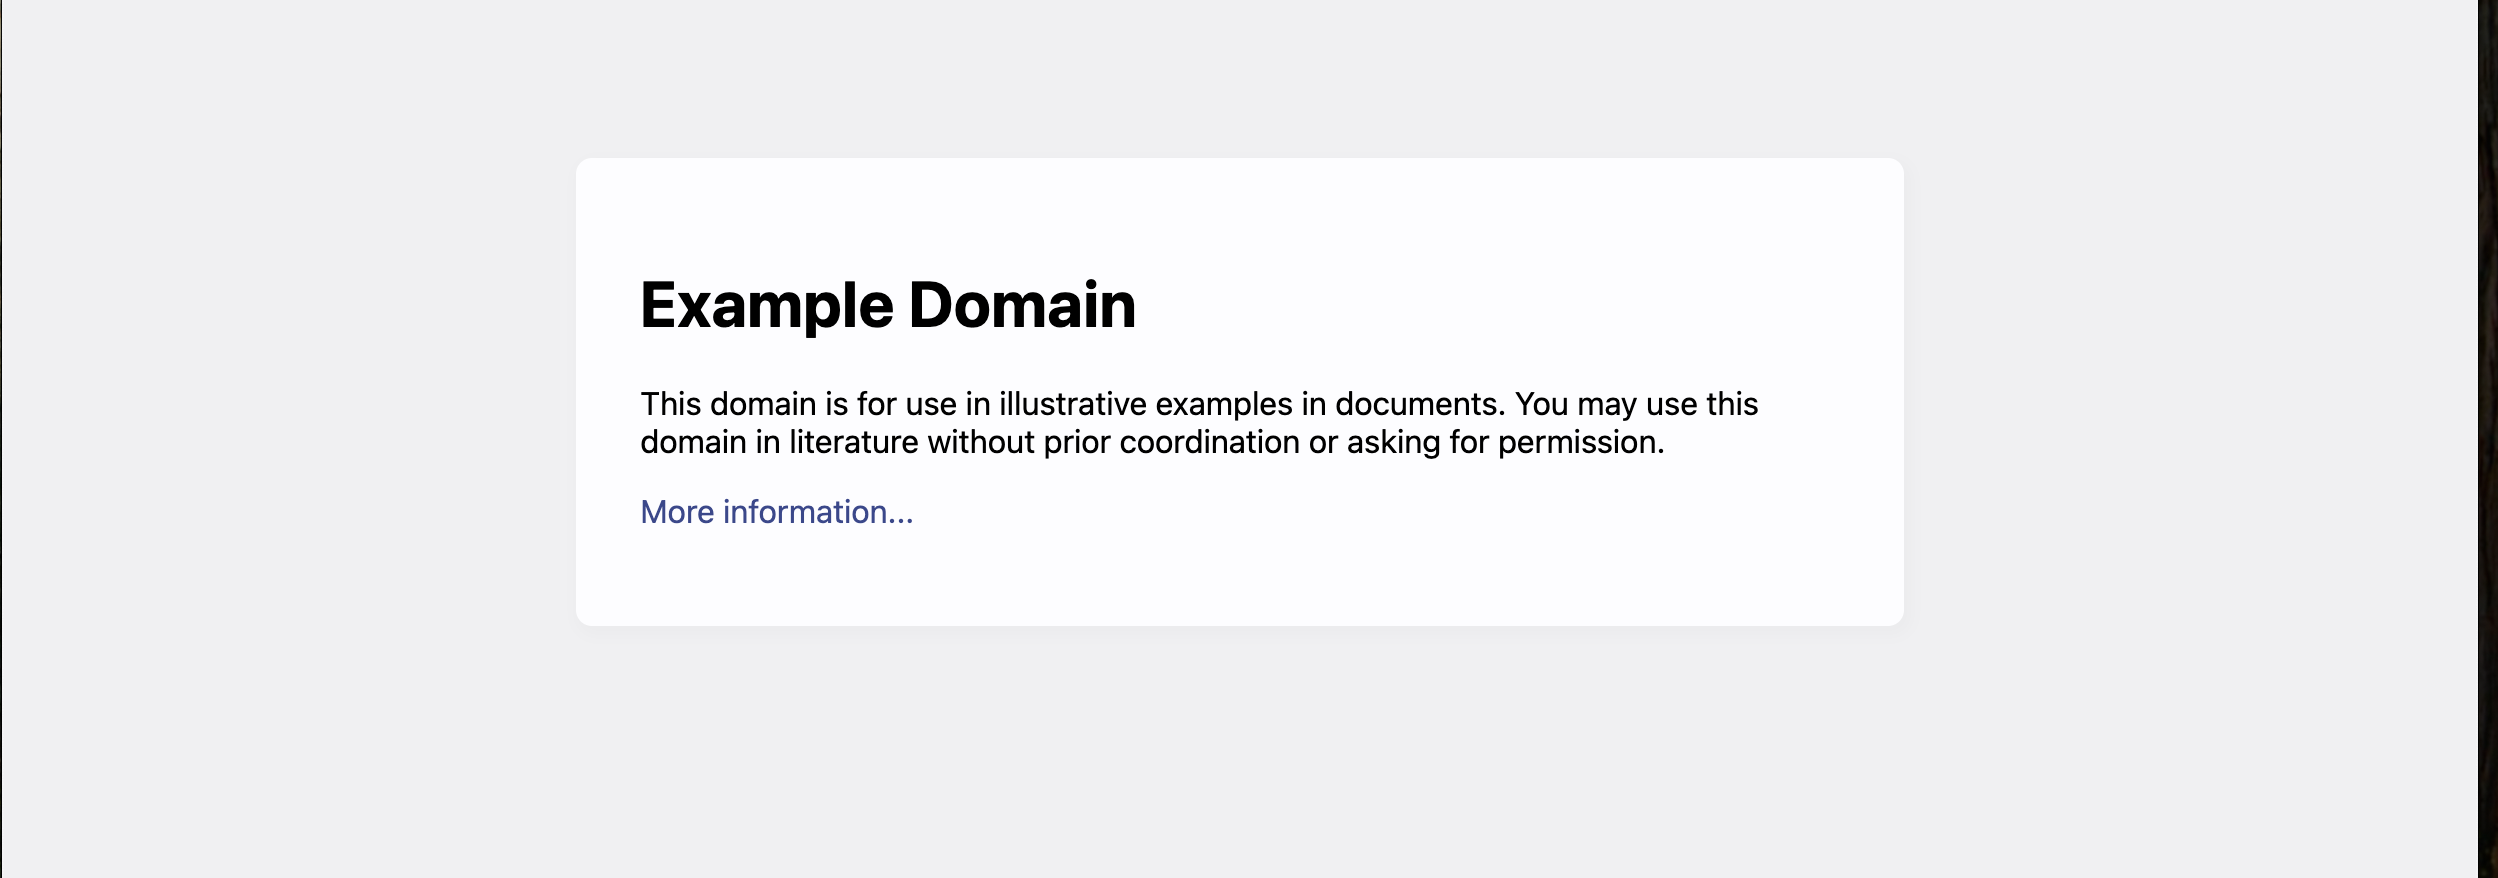 Example Domain
This domain is for use in illustrative examples in documents. You may use this
domain in literature without prior coordination or asking for permission.
More information...